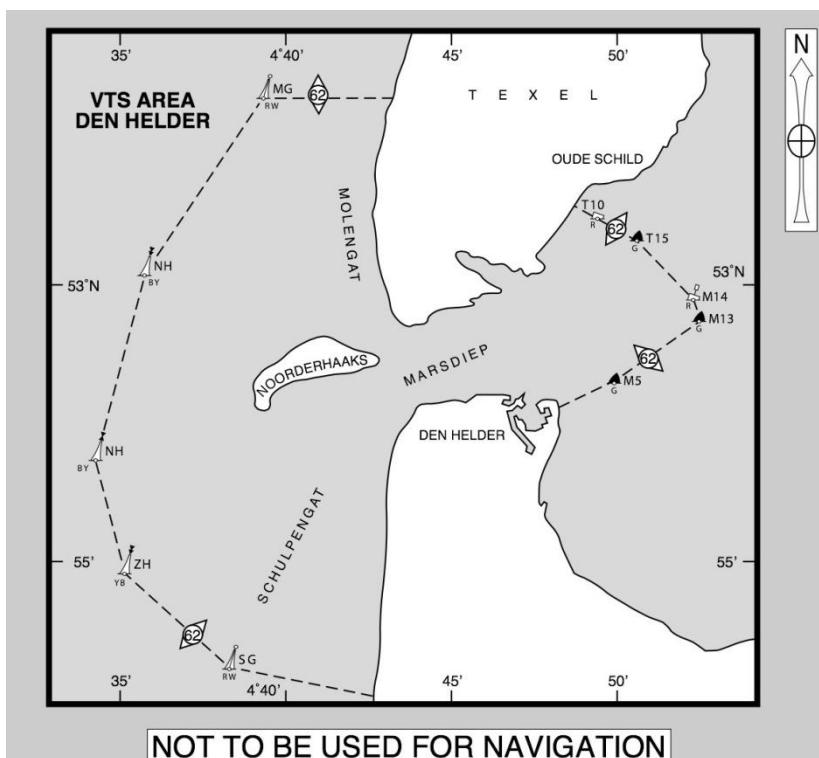 35'
4°40'
45'
50'
N
VTS AREA
DEN HELDER
MG
RW
62
TEXEL
OUDE SCHILD
MOLENGAT
T10
R
62
T15
G
NH
BY
53°N
53°N
M14
R
M13
G
NOORDERHAAKS
MARSDIEP
62
M5
G
DEN HELDER
NH
BY
SCHULPENGAT
55'
55'
ZH
YB
62
SG
RW
35'
4°40'
45'
50'
NOT TO BE USED FOR NAVIGATION